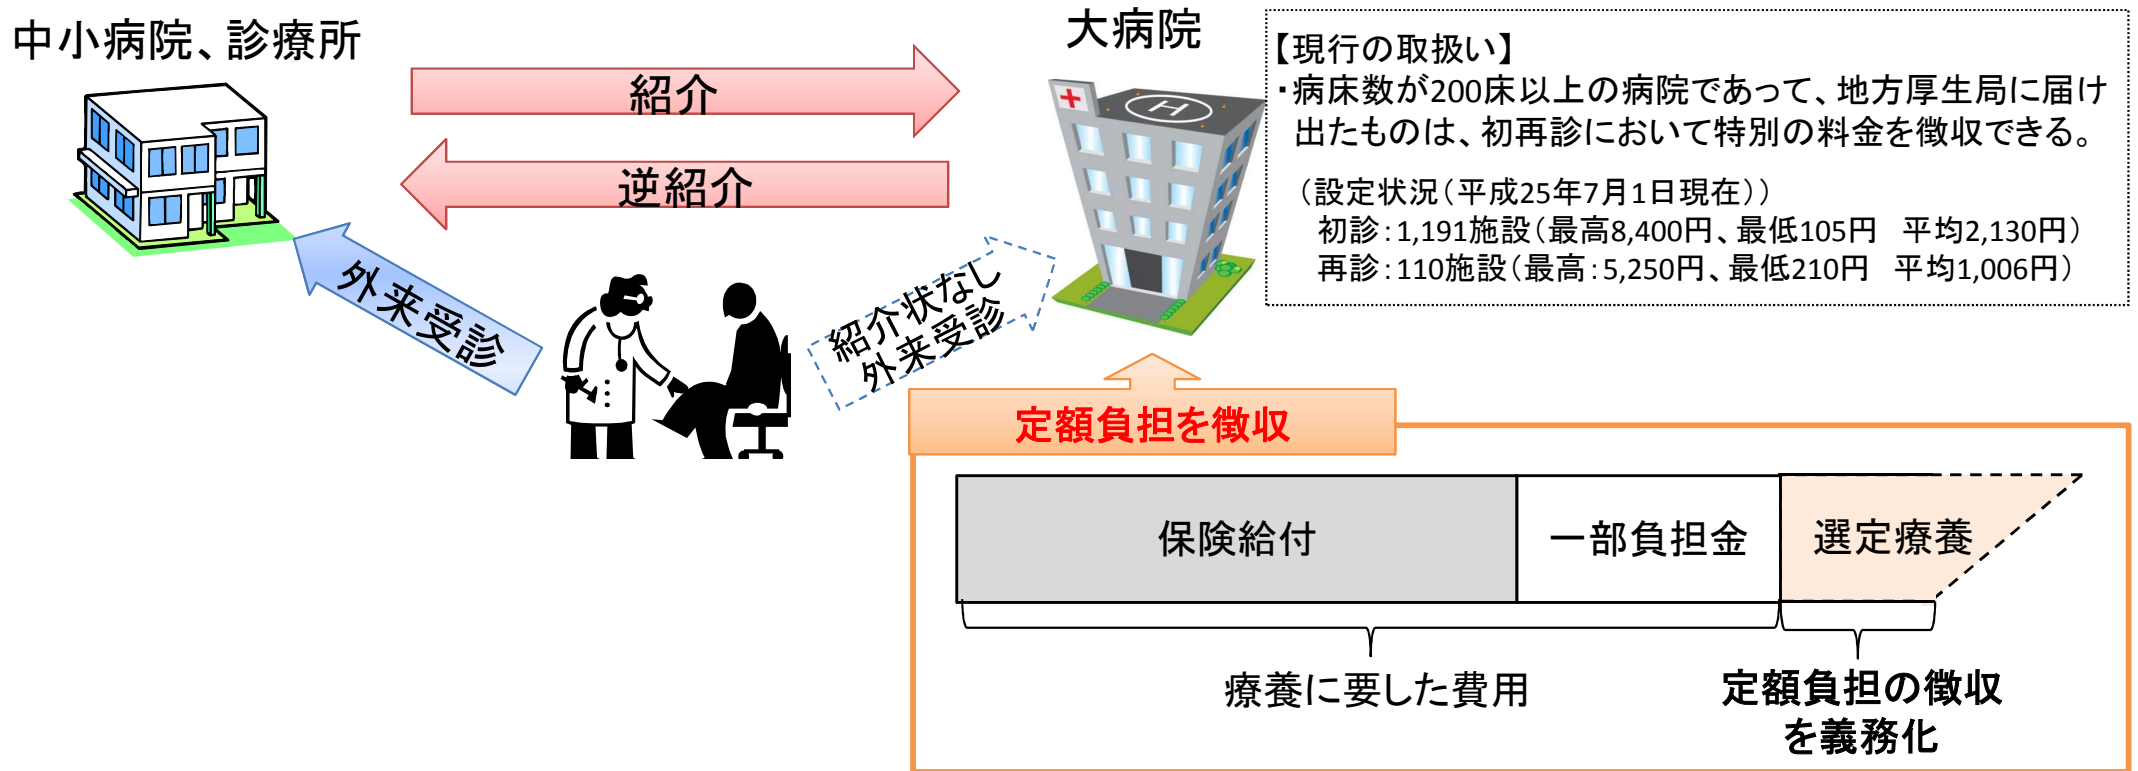 中小病院、診療所
大病院
紹介
逆紹介
外来受診
紹介状なし
外来受診
H
【現行の取扱い】
・病床数が200床以上の病院であって、地方厚生局に届け
出たものは、初再診において特別の料金を徴収できる。
（設定状況（平成25年7月1日現在））
初診：1,191施設（最高8,400円、最低105円　平均2,130円）
再診：110施設（最高：5,250円、最低210円　平均1,006円）
定額負担を徴収
保険給付
一部負担金
選定療養
療養に要した費用
定額負担の徴収
を義務化